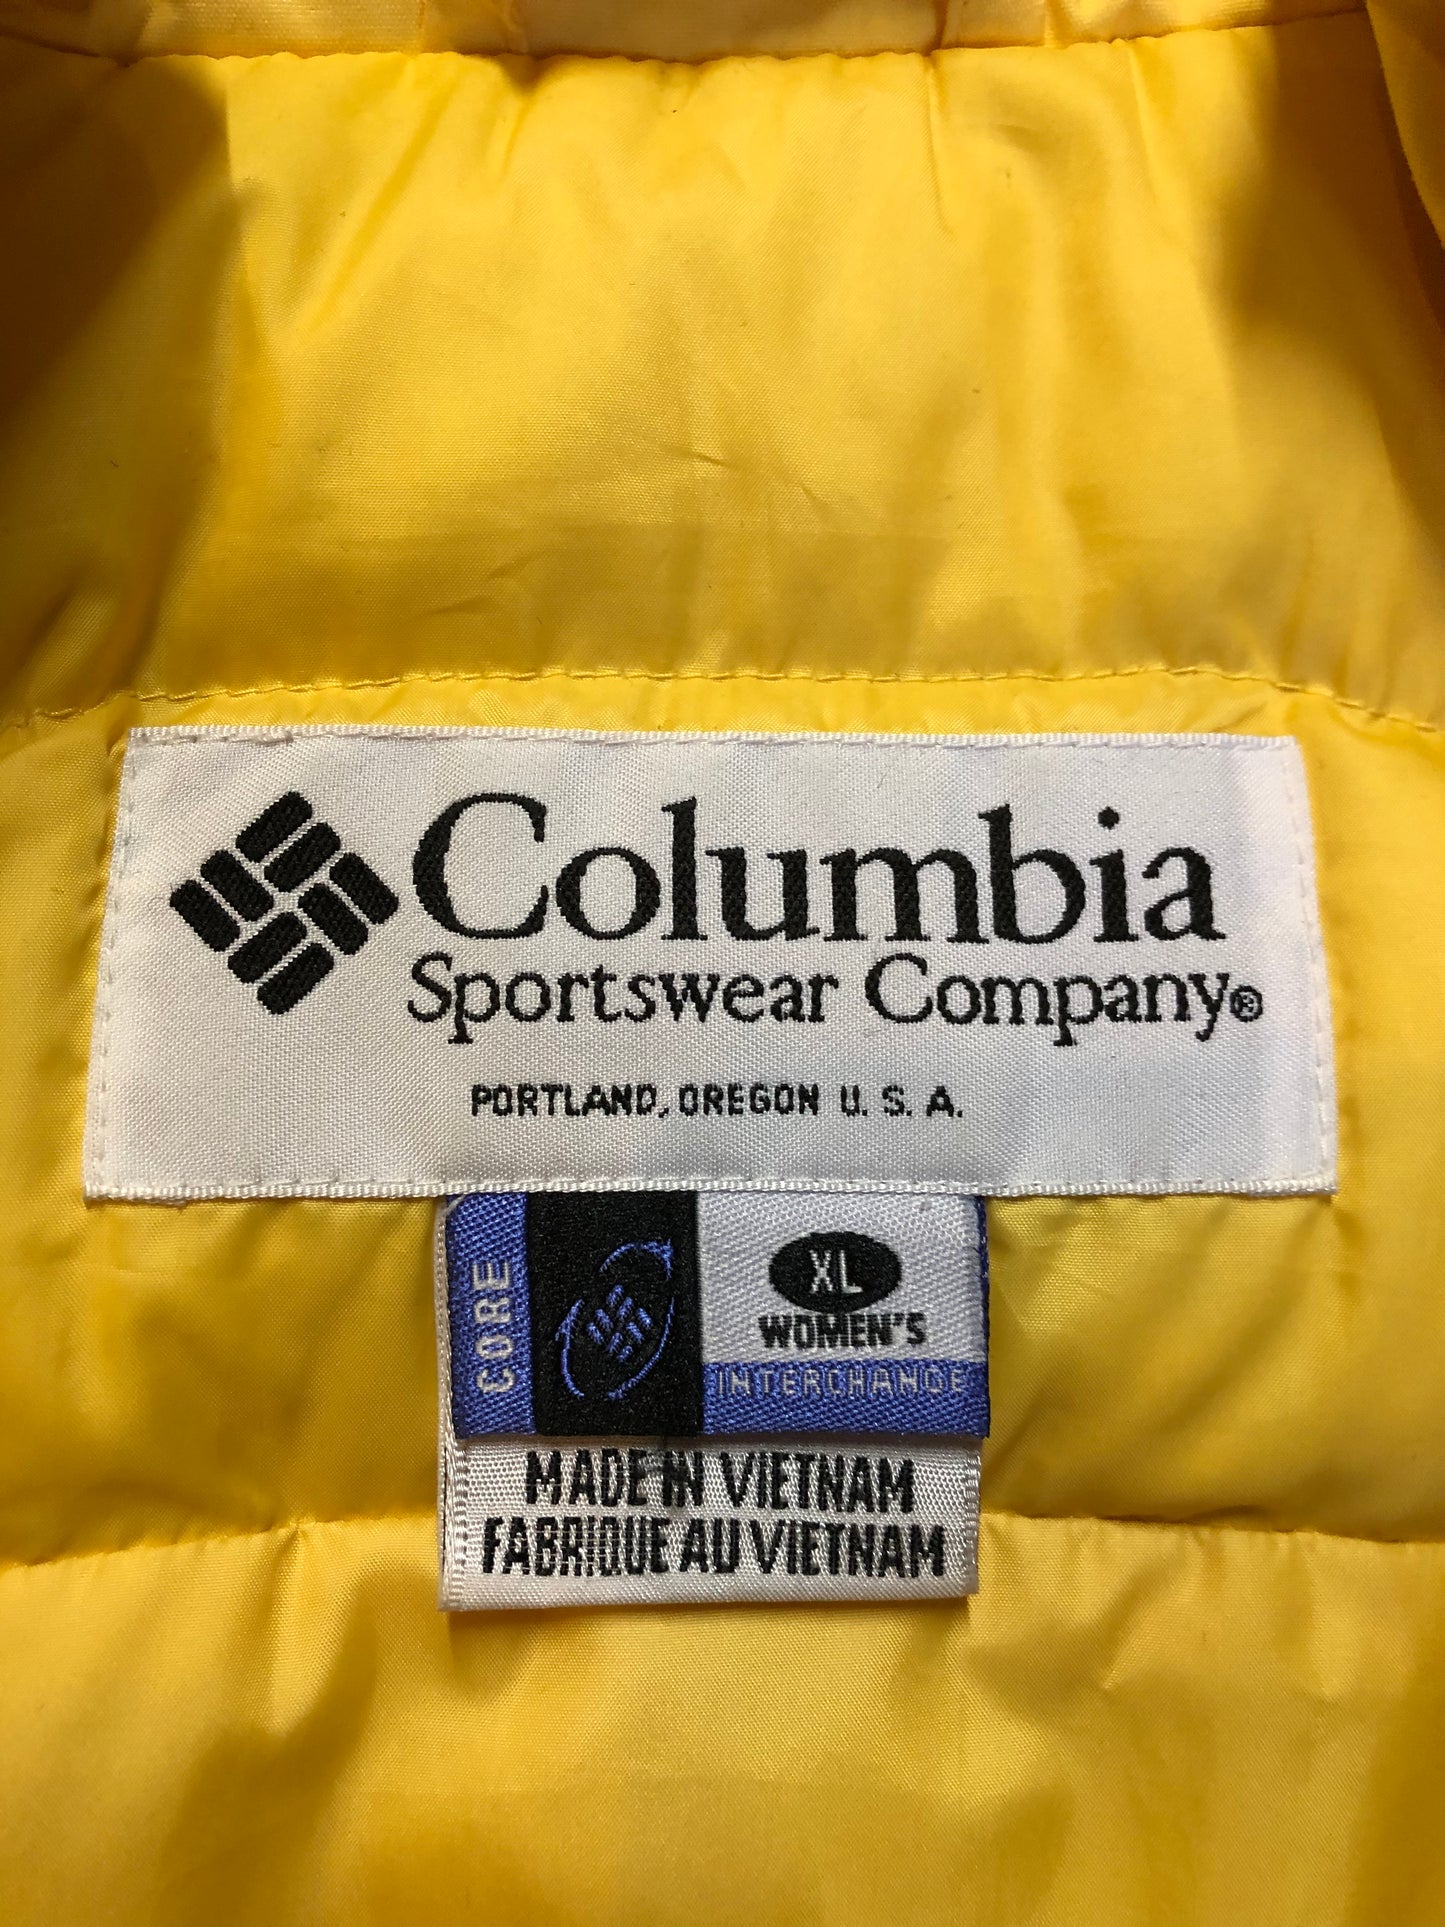 Columbia
Sportswear Company®
PORTLAND, OREGON U. S. A.
CORE
XL
WOMEN'S
INTERCHANGE
MADE IN VIETNAM
FABRIQUE AU VIETNAM